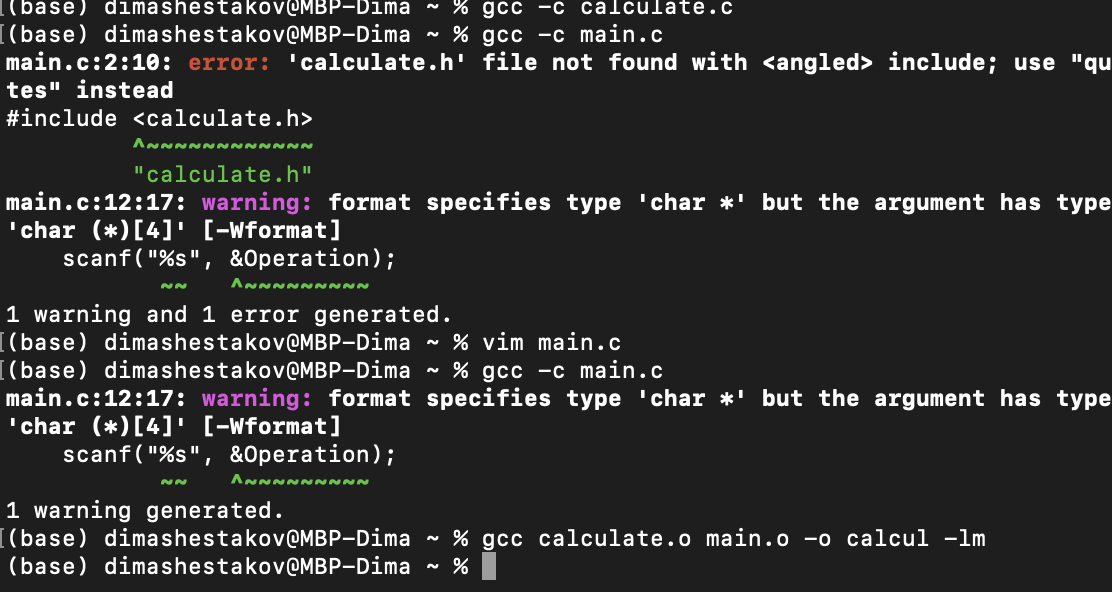 [(base) dimashestakov@MBP-Dima ~ % gcc -c calculate.c
[(base) dimashestakov@MBP-Dima ~ % gcc -c main.c
main.c:2:10: error: 'calculate.h' file not found with <angled> include; use "qu
tes" instead
#include <calculate.h>
         ^~~~~~~~~~~~~
         "calculate.h"
main.c:12:17: warning: format specifies type 'char *' but the argument has type
'char (*)[4]' [-Wformat]
    scanf("%s", &Operation);
           ~~   ^~~~~~~~~~
1 warning and 1 error generated.
[(base) dimashestakov@MBP-Dima ~ % vim main.c
[(base) dimashestakov@MBP-Dima ~ % gcc -c main.c
main.c:12:17: warning: format specifies type 'char *' but the argument has type
'char (*)[4]' [-Wformat]
    scanf("%s", &Operation);
           ~~   ^~~~~~~~~~
1 warning generated.
[(base) dimashestakov@MBP-Dima ~ % gcc calculate.o main.o -o calcul -lm
(base) dimashestakov@MBP-Dima ~ %